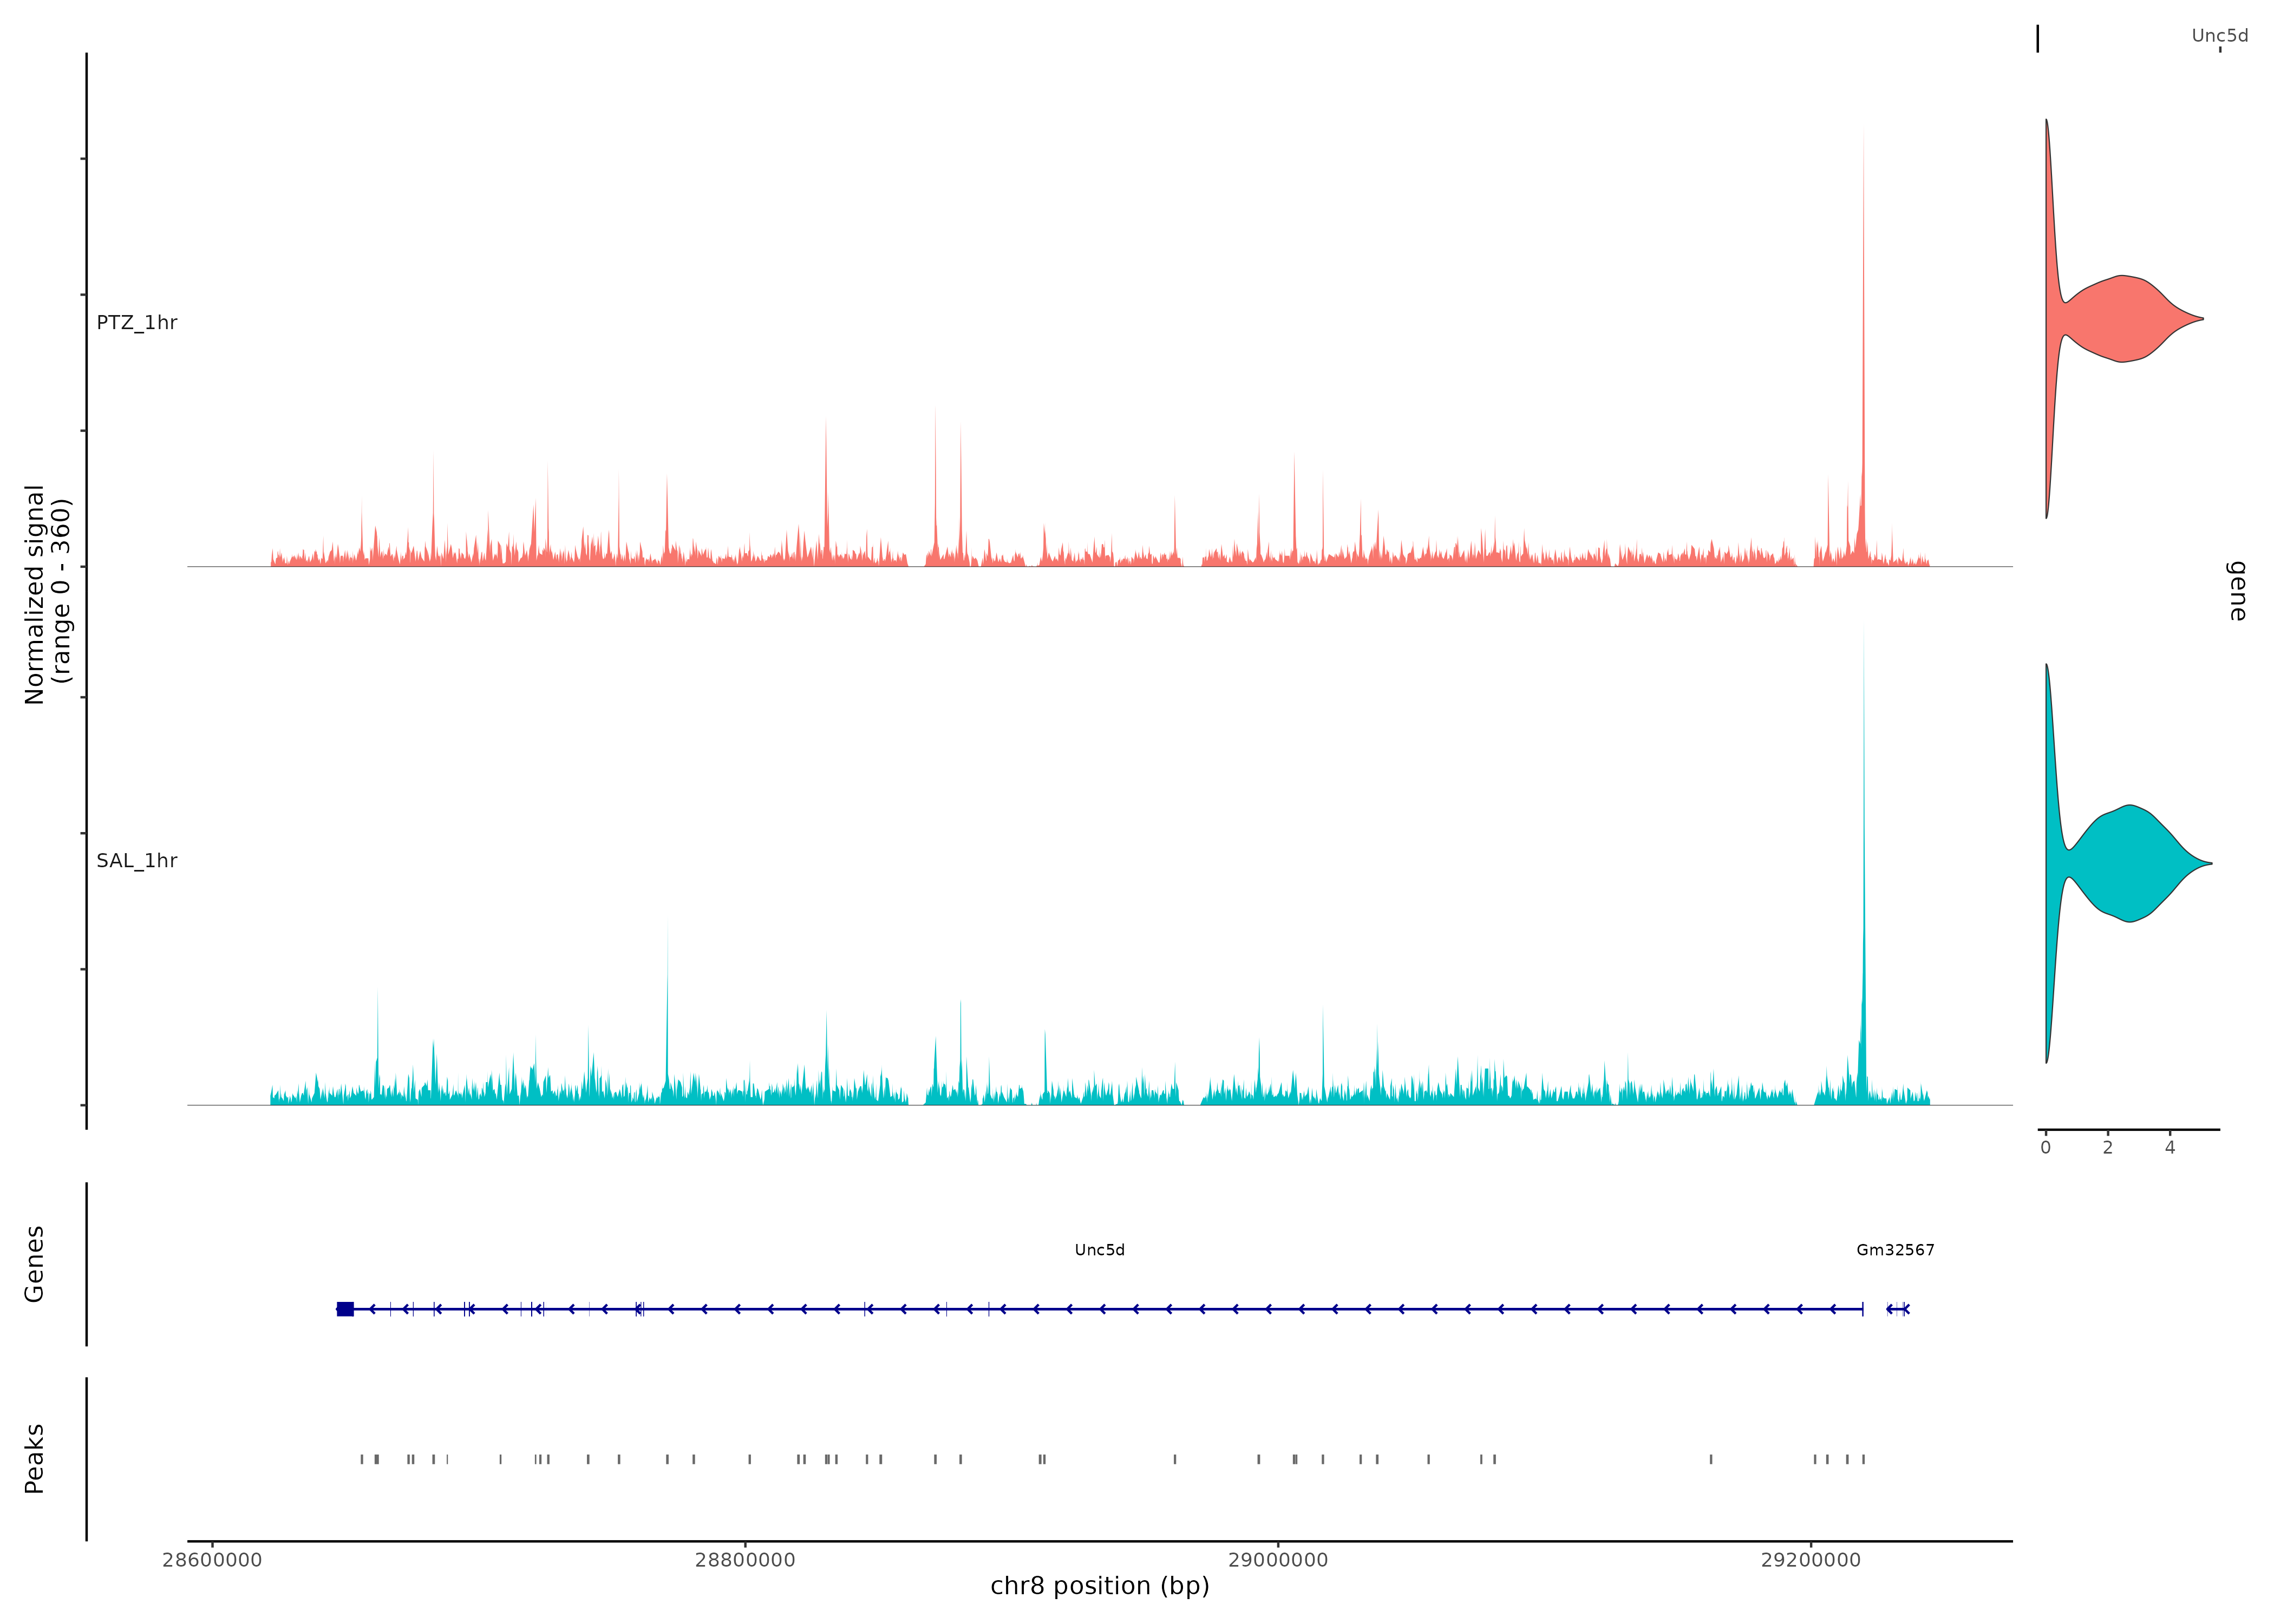 Unc5d
Normalized signal
(range 0 - 360)
PTZ_1hr
SAL_1hr
gene
0 2 4
Genes
Unc5d Gm32567
Peaks
28600000 28800000 29000000 29200000
chr8 position (bp)